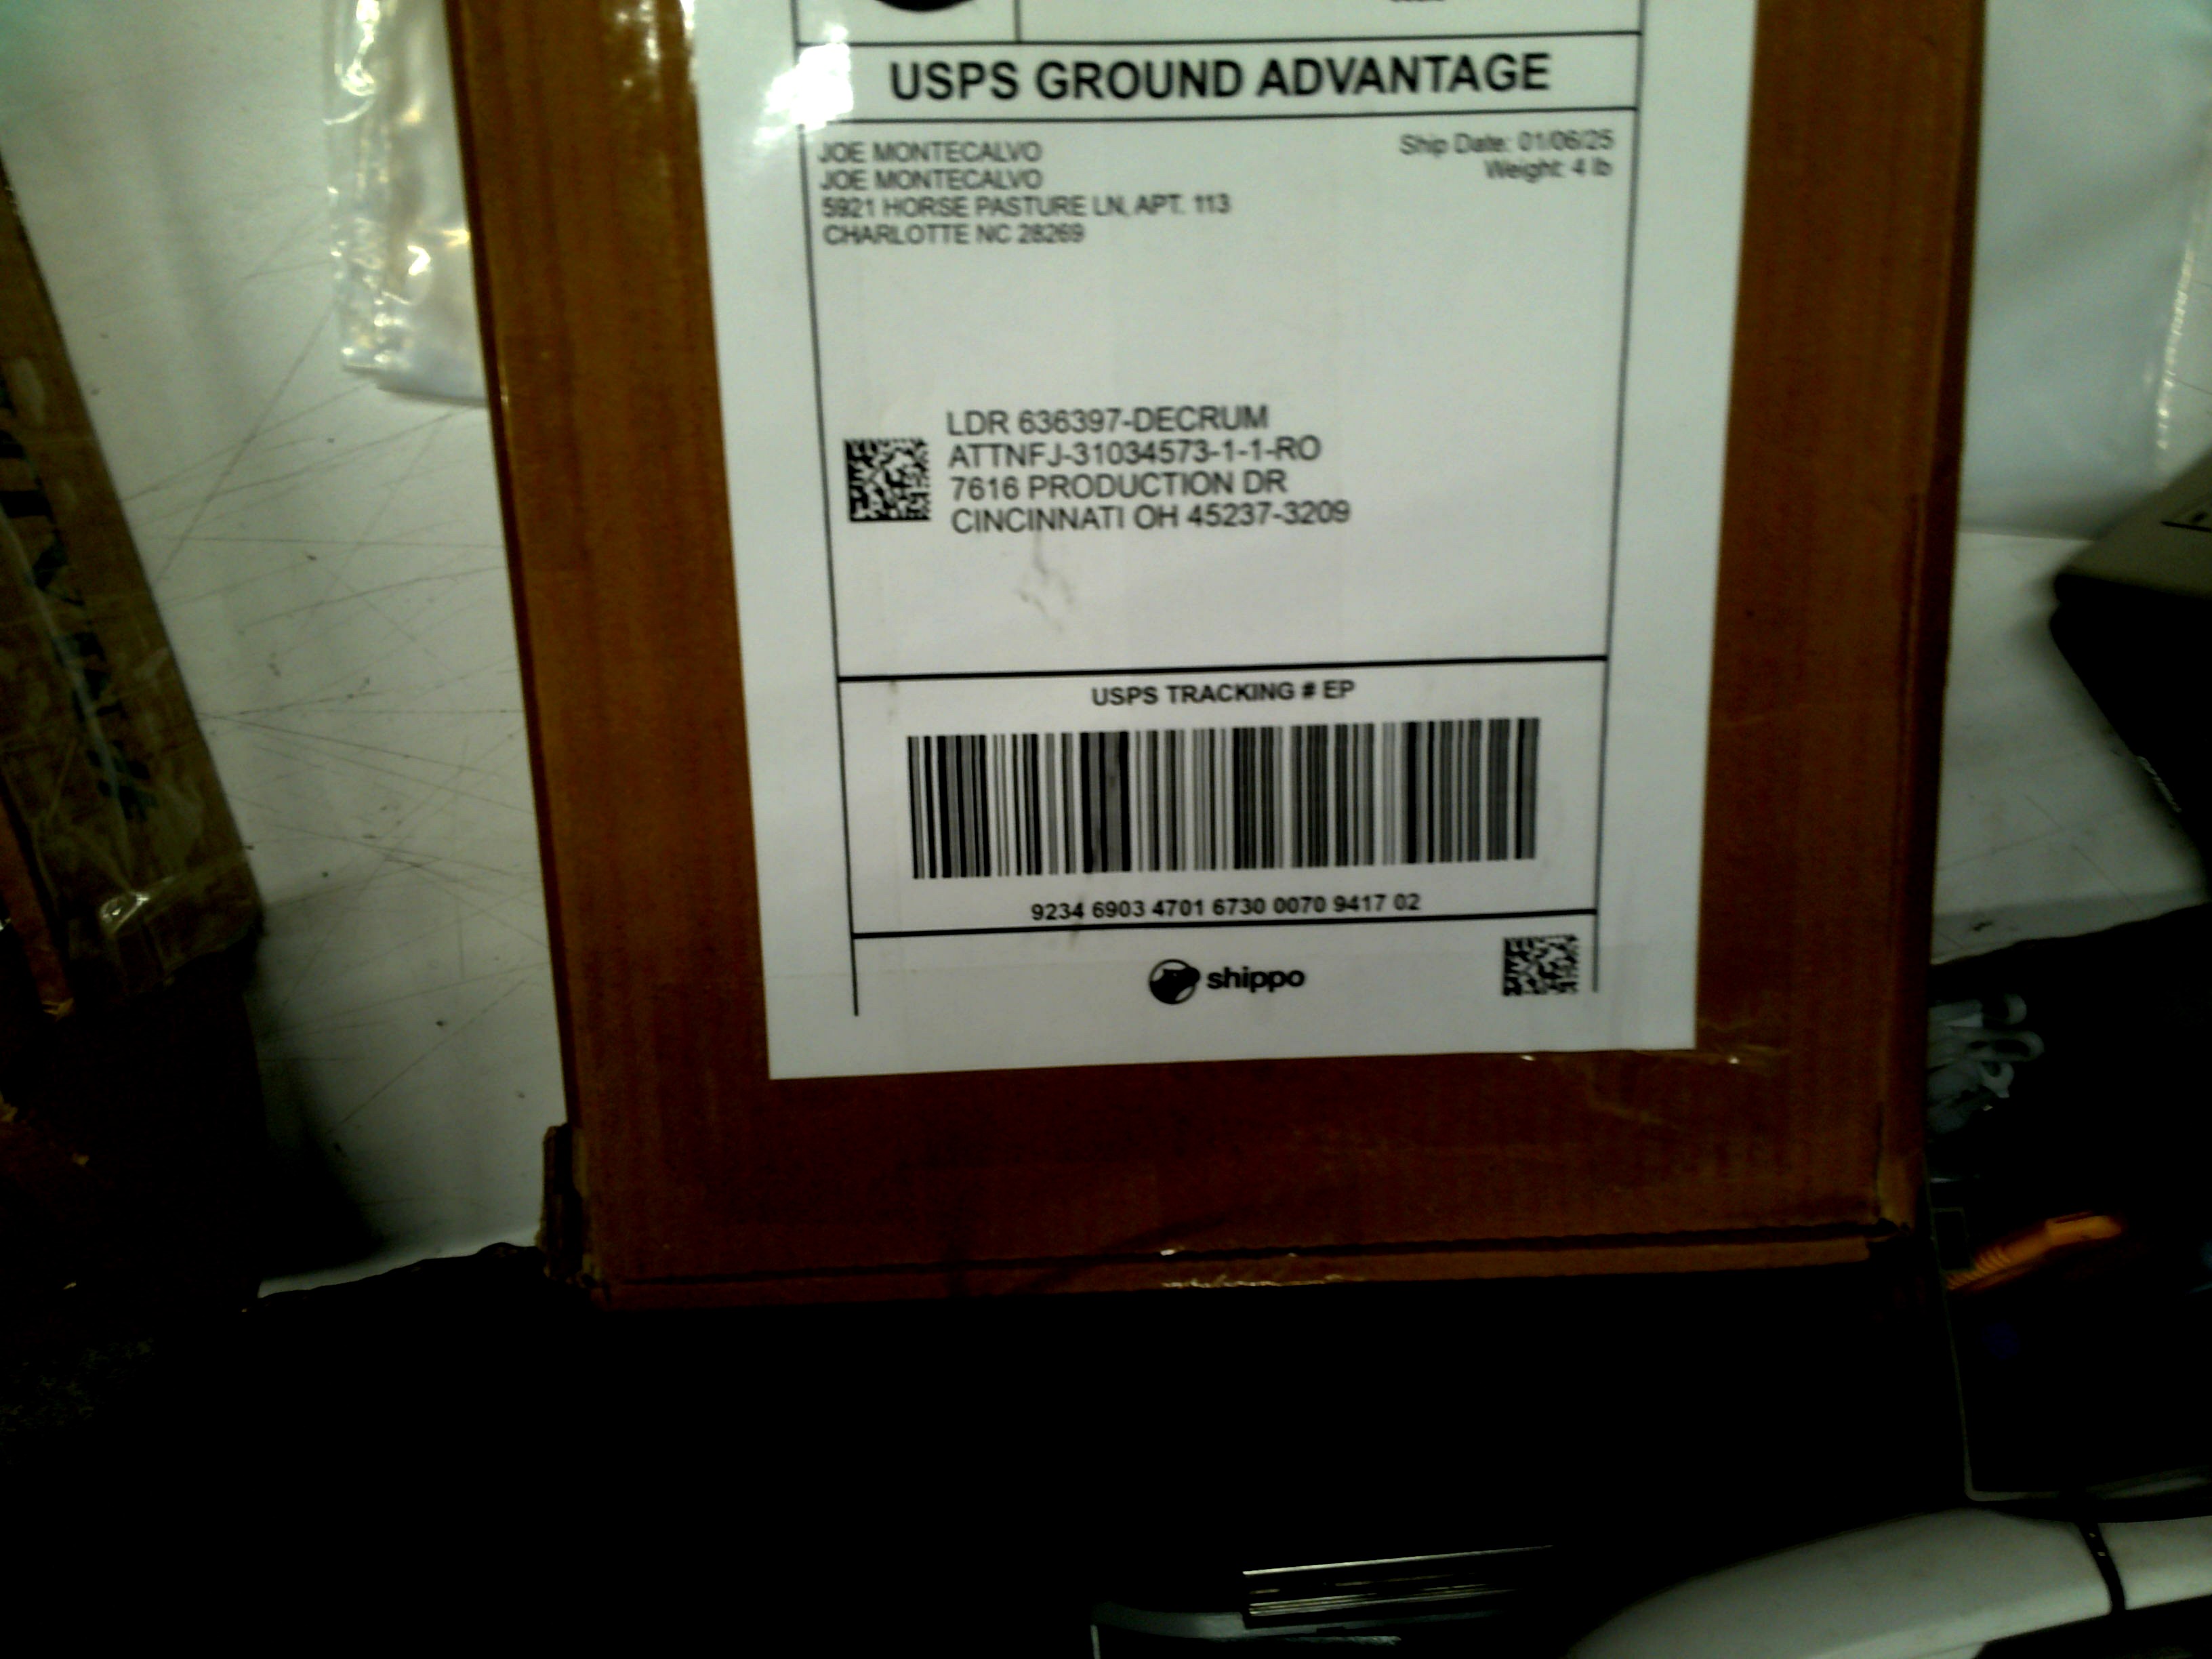 USPS GROUND ADVANTAGE
JOE MONTECALVO
JOE MONTECALVO
5921 HORSE PASTURE LN, APT. 113
CHARLOTTE NC 28269
Ship Date: 01/06/25
Weight: 4 lb
LDR 636397-DECRUM
ATTNFJ-31034573-1-1-RO
7616 PRODUCTION DR
CINCINNATI OH 45237-3209
USPS TRACKING # EP
9234 6903 4701 6730 0070 9417 02
shippo